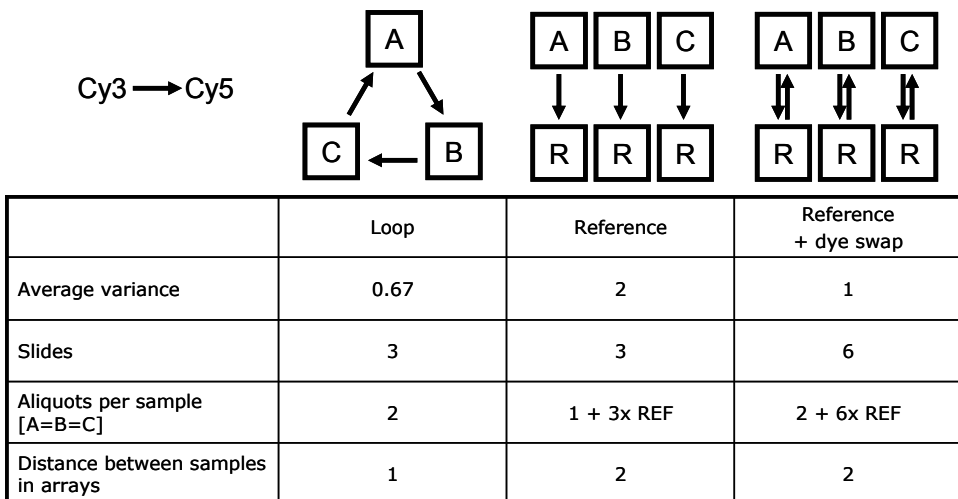 A
A B C
A B C
Cy3 Cy5
C B
R R R
R R R
Loop
Reference
Reference
+ dye swap
Average variance
0.67
2
1
Slides
3
3
6
Aliquots per sample
[A=B=C]
2
1 + 3x REF
2 + 6x REF
Distance between samples
in arrays
1
2
2